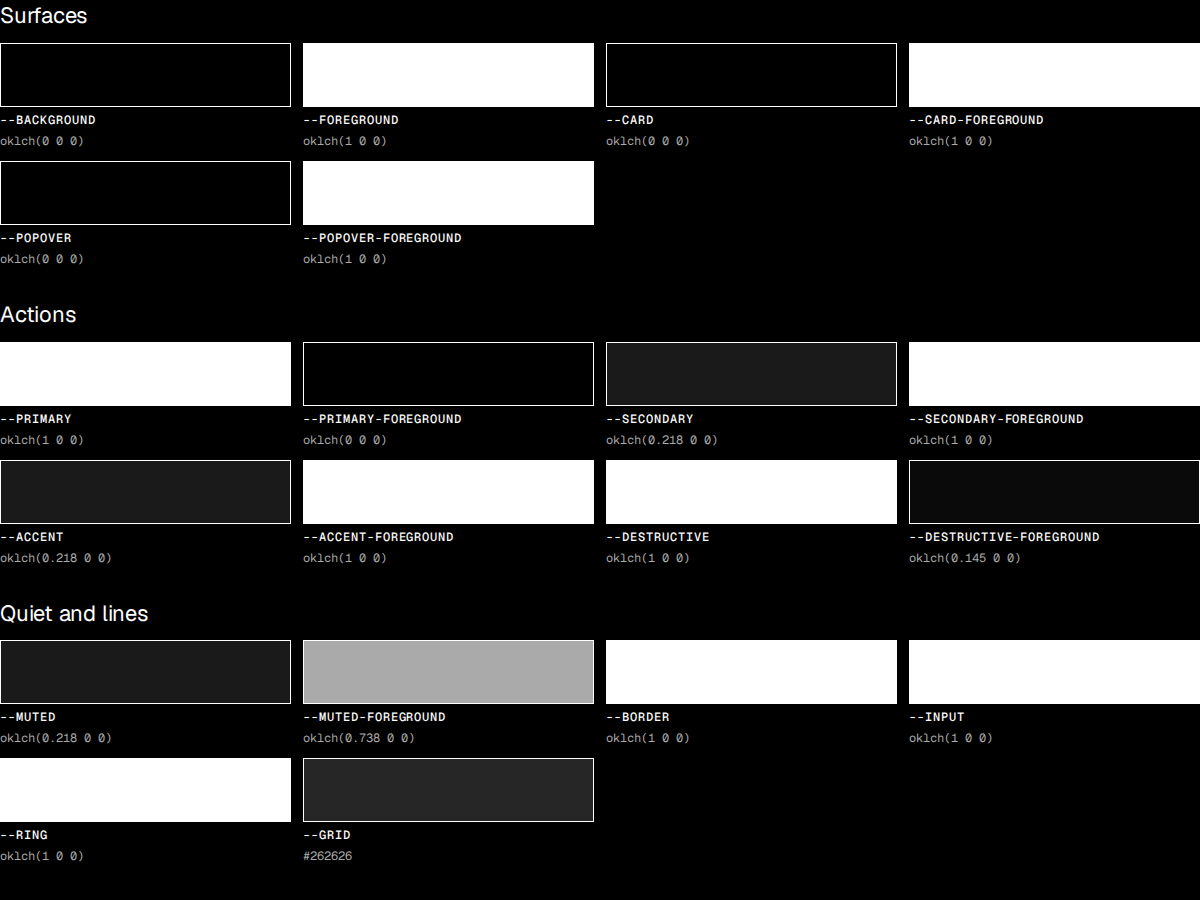 Surfaces
--BACKGROUND
oklch(0 0 0)
--FOREGROUND
oklch(1 0 0)
--CARD
oklch(0 0 0)
--CARD-FOREGROUND
oklch(1 0 0)
--POPOVER
oklch(0 0 0)
--POPOVER-FOREGROUND
oklch(1 0 0)
Actions
--PRIMARY
oklch(1 0 0)
--PRIMARY-FOREGROUND
oklch(0 0 0)
--SECONDARY
oklch(0.218 0 0)
--SECONDARY-FOREGROUND
oklch(1 0 0)
--ACCENT
oklch(0.218 0 0)
--ACCENT-FOREGROUND
oklch(1 0 0)
--DESTRUCTIVE
oklch(1 0 0)
--DESTRUCTIVE-FOREGROUND
oklch(0.145 0 0)
Quiet and lines
--MUTED
oklch(0.218 0 0)
--MUTED-FOREGROUND
oklch(0.738 0 0)
--BORDER
oklch(1 0 0)
--INPUT
oklch(1 0 0)
--RING
oklch(1 0 0)
--GRID
#262626